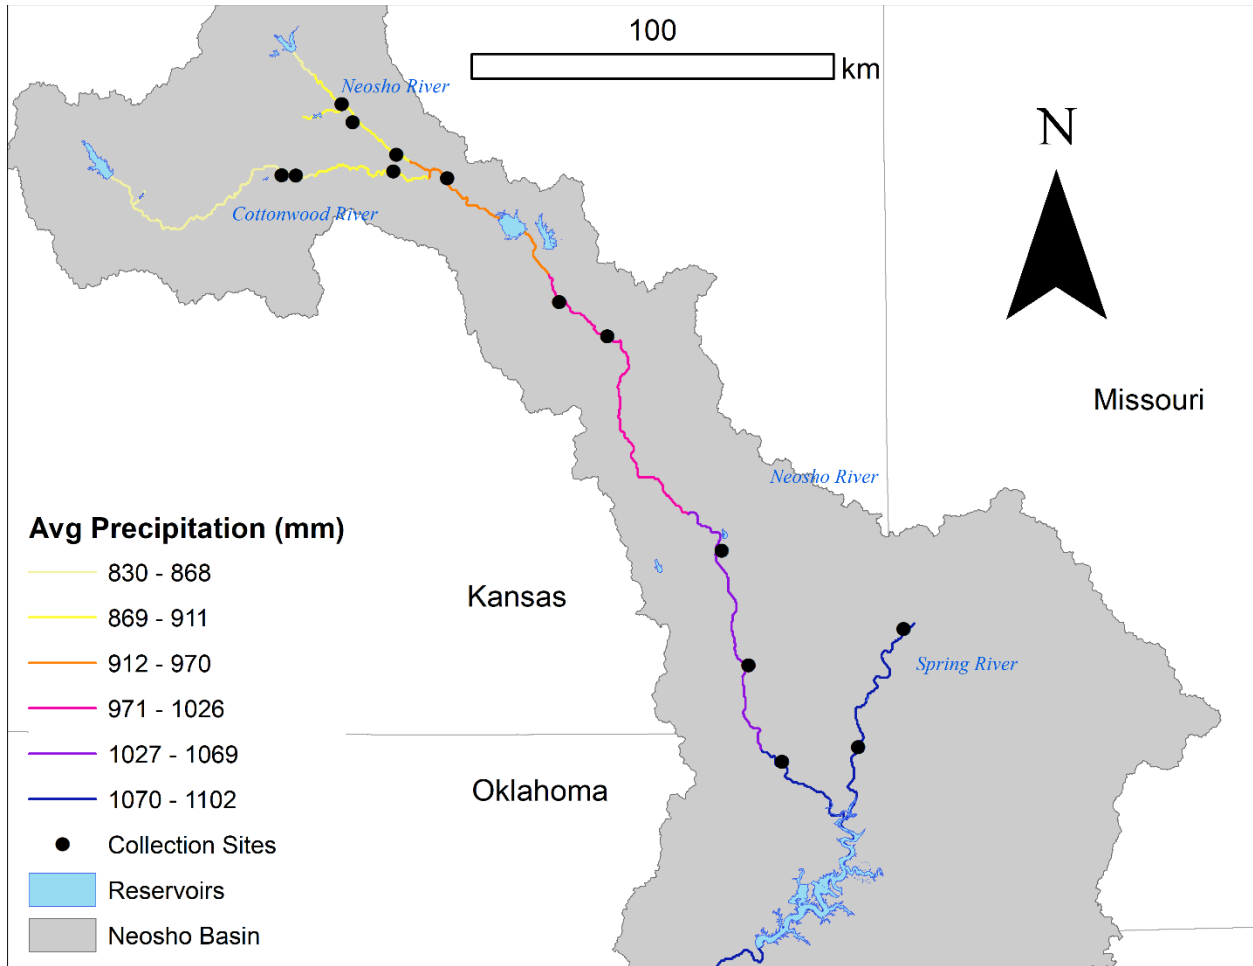 100
km
Neosho River
N
Cottonwood River
Missouri
Neosho River
Avg Precipitation (mm)
830 - 868
869 - 911
912 - 970
971 - 1026
1027 - 1069
1070 - 1102
Collection Sites
Reservoirs
Neosho Basin
Kansas
Spring River
Oklahoma